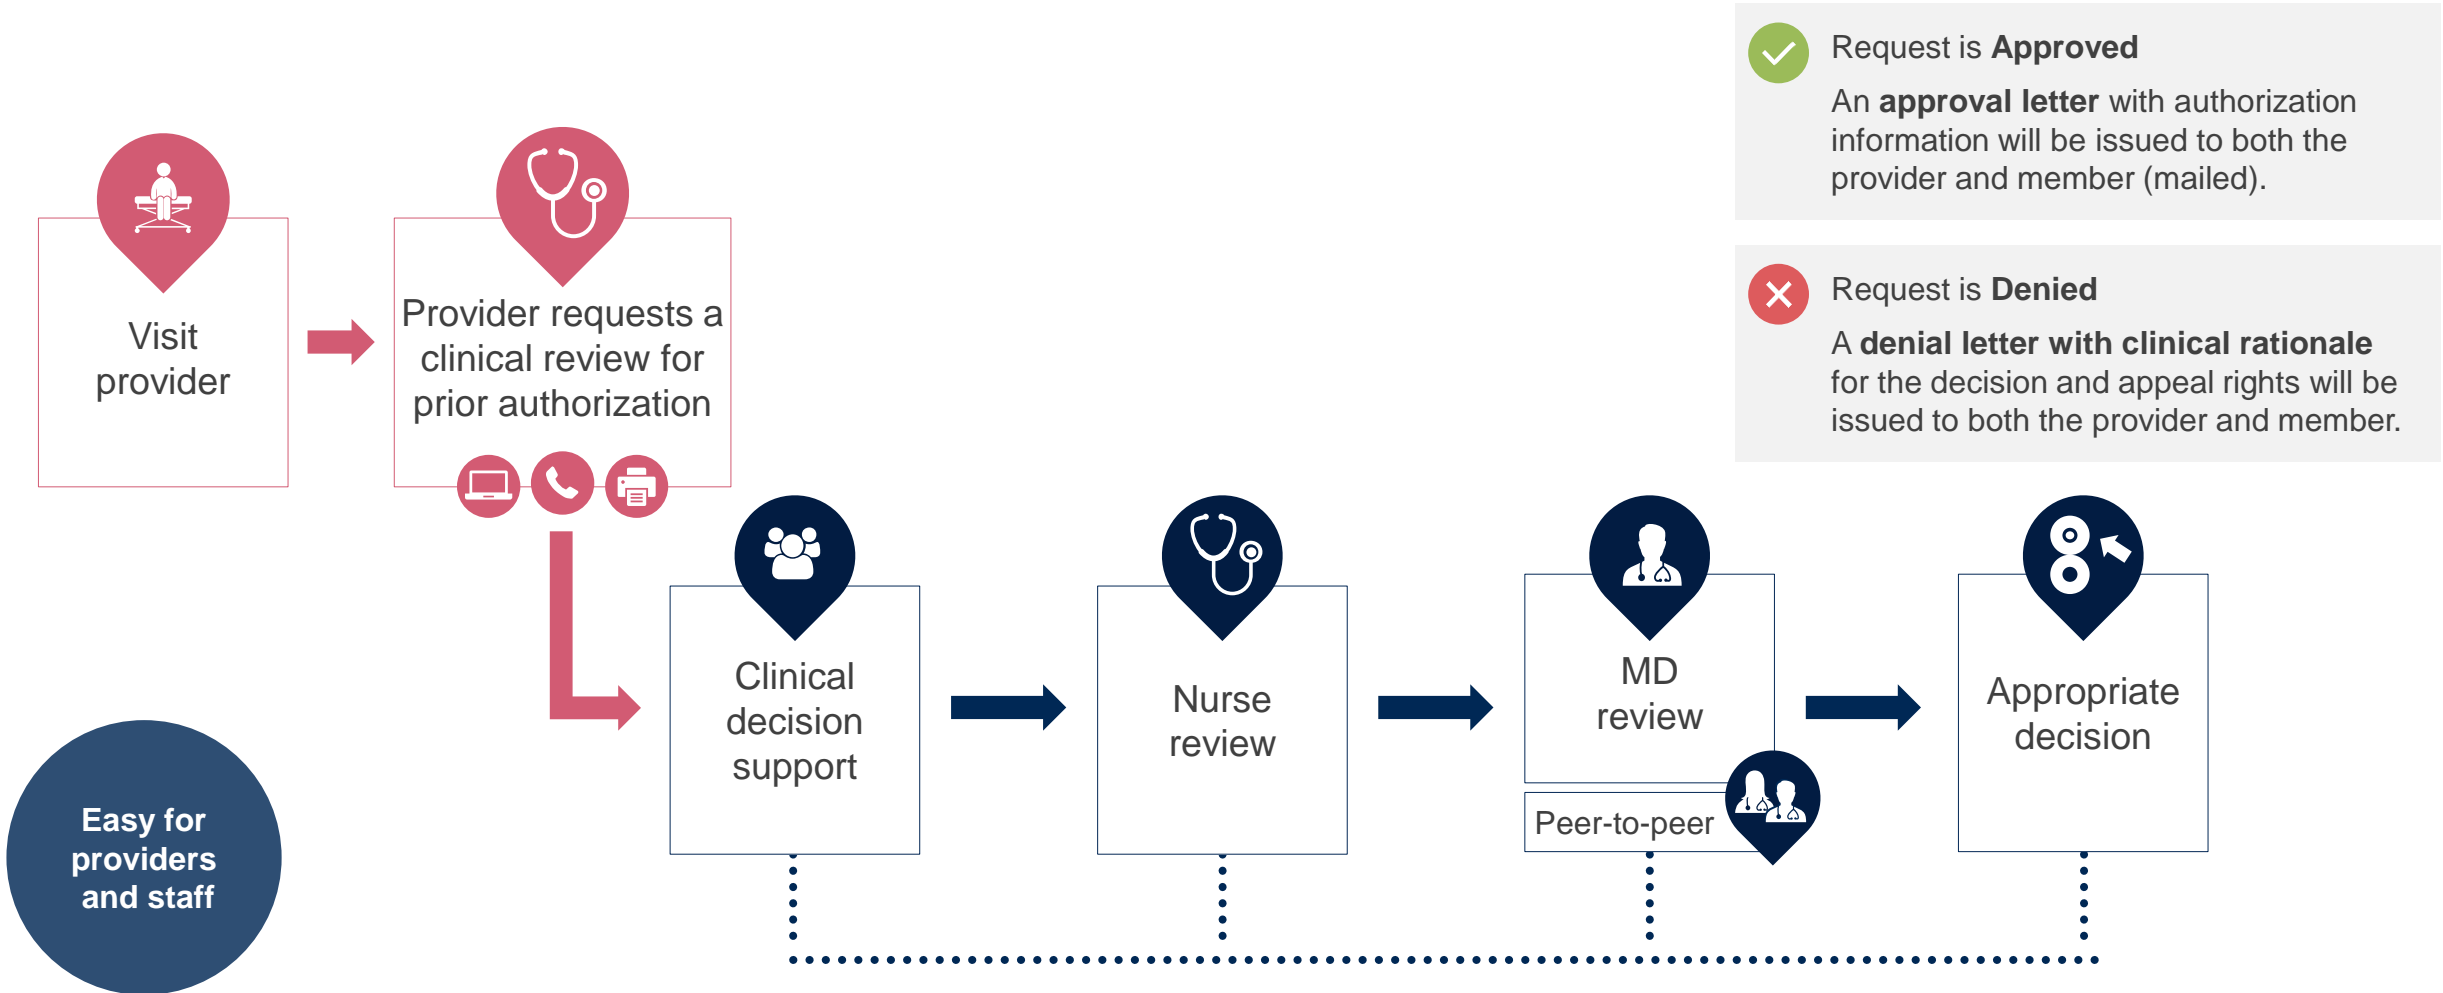 Request is Approved
An approval letter with authorization
information will be issued to both the
provider and member (mailed).
Request is Denied
A denial letter with clinical rationale
for the decision and appeal rights will be
issued to both the provider and member.
Visit
provider
Provider requests a
clinical review for
prior authorization
Clinical
decision
support
Nurse
review
MD
review
Peer-to-peer
Appropriate
decision
Easy for
providers
and staff